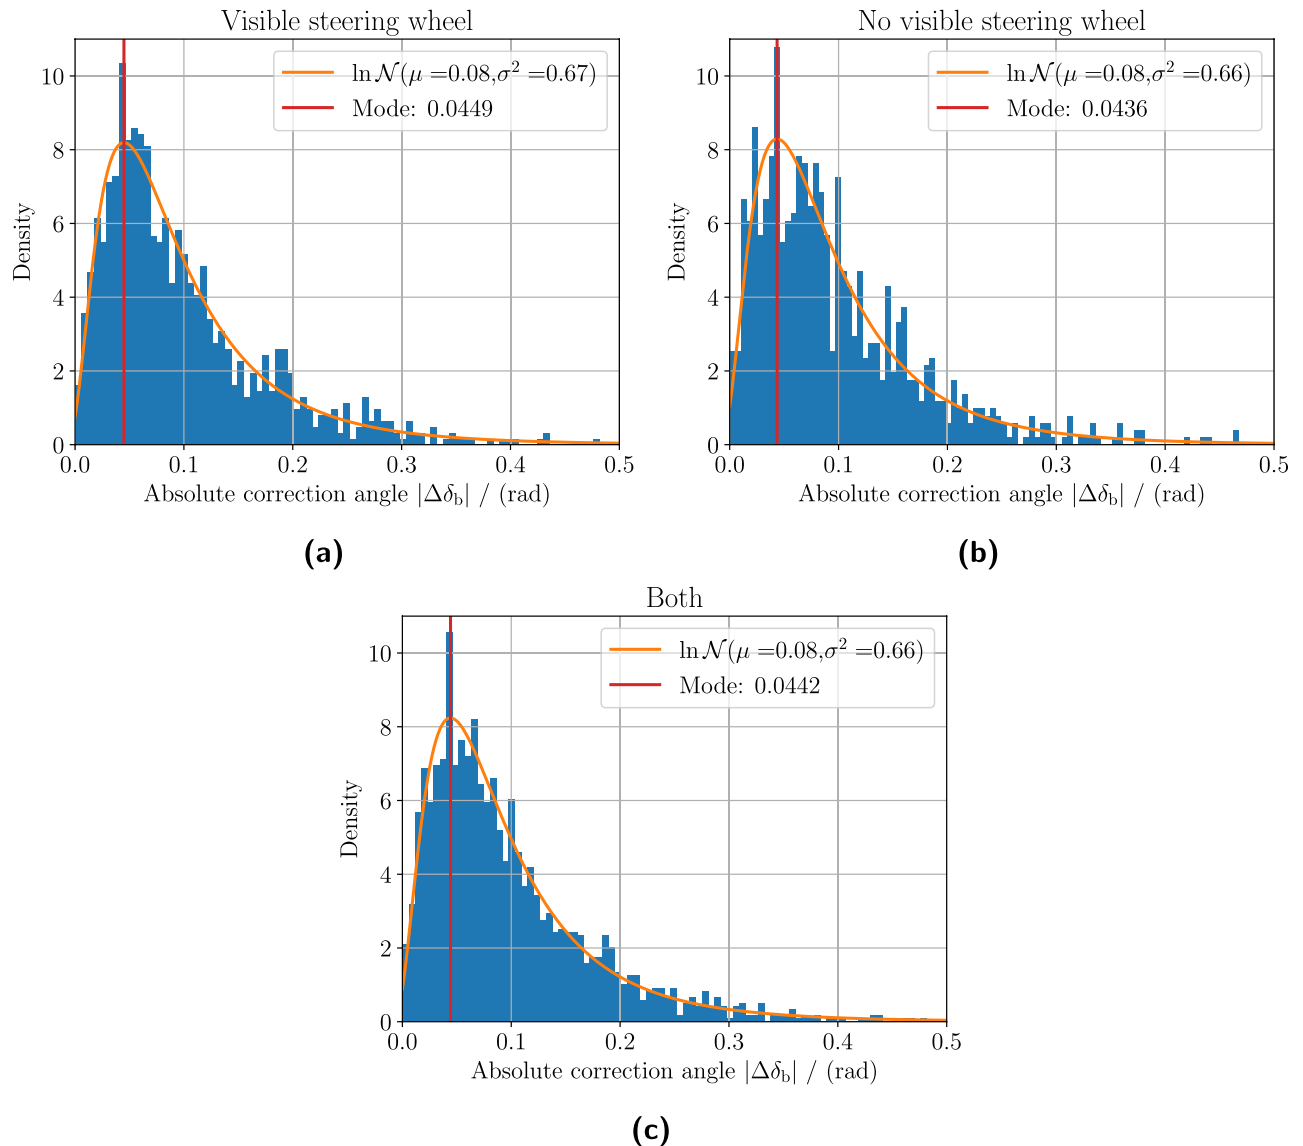 Visible steering wheel
ln 𝒩(μ =0.08,σ² =0.67)
Mode: 0.0449
Density
10
8
6
4
2
0
0.0 0.1 0.2 0.3 0.4 0.5
Absolute correction angle |Δδ_b| / (rad)
(a)
No visible steering wheel
ln 𝒩(μ =0.08,σ² =0.66)
Mode: 0.0436
Density
10
8
6
4
2
0
0.0 0.1 0.2 0.3 0.4 0.5
Absolute correction angle |Δδ_b| / (rad)
(b)
Both
ln 𝒩(μ =0.08,σ² =0.66)
Mode: 0.0442
Density
10
8
6
4
2
0
0.0 0.1 0.2 0.3 0.4 0.5
Absolute correction angle |Δδ_b| / (rad)
(c)